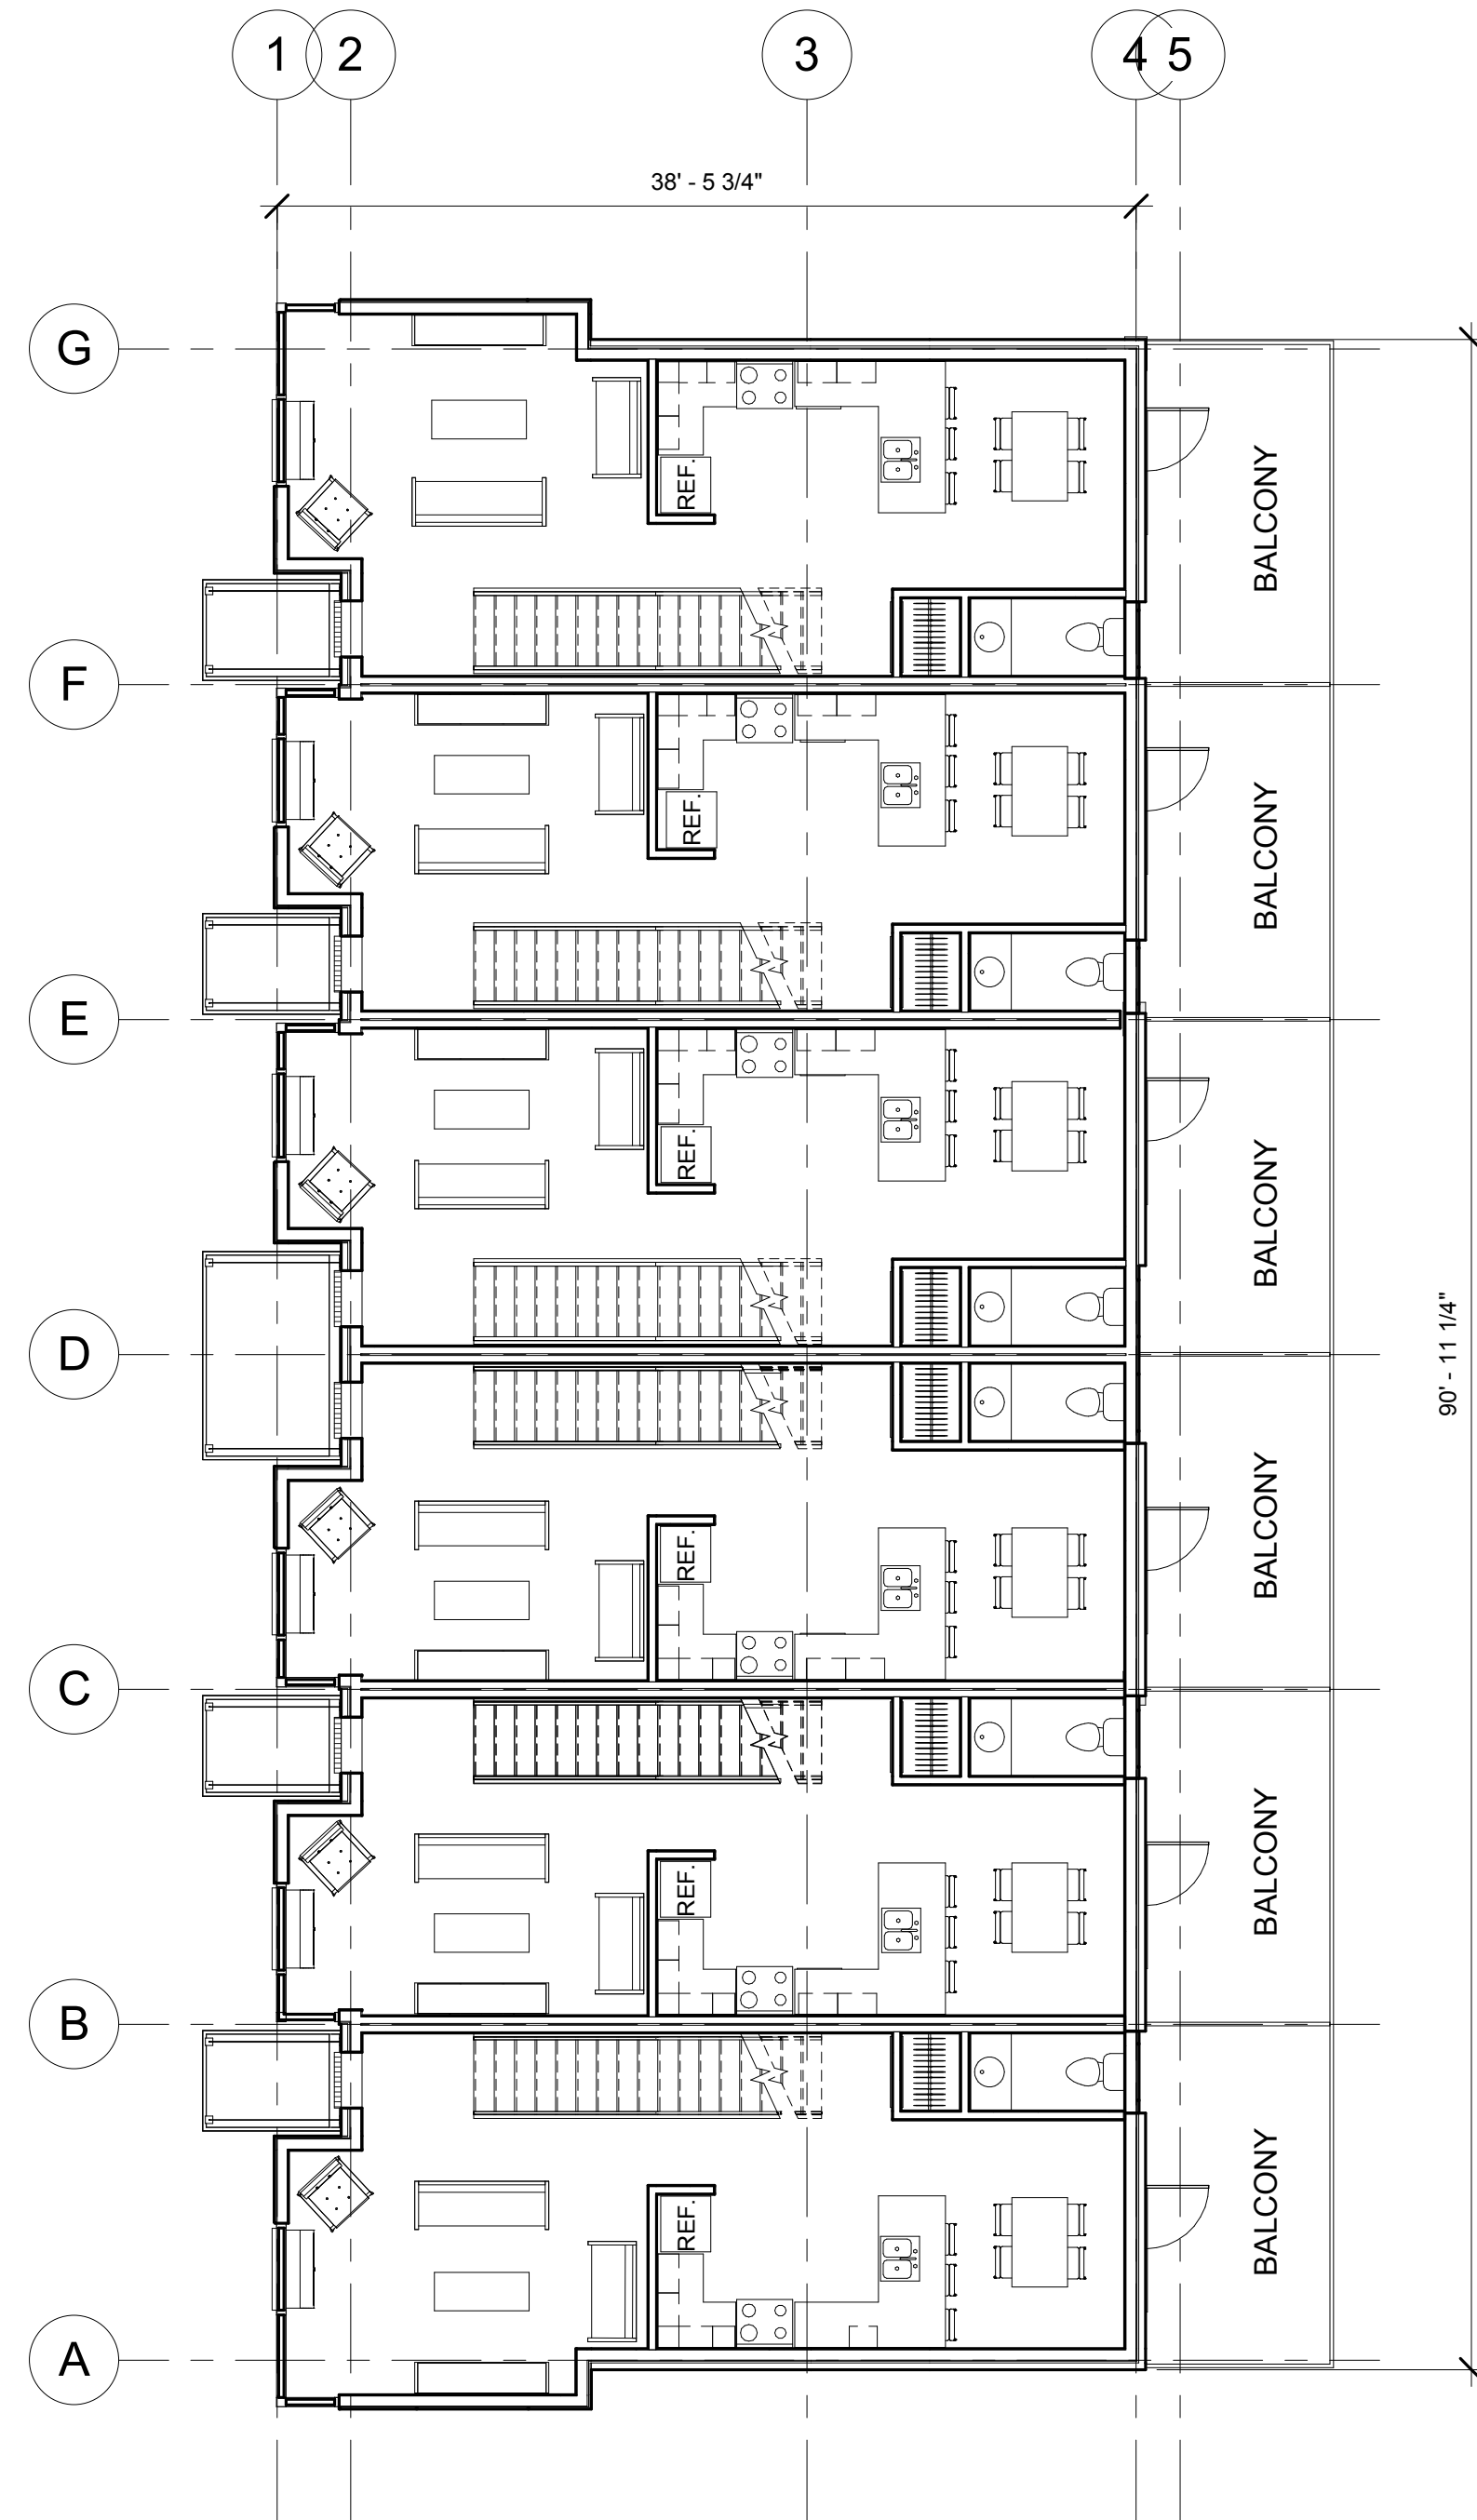 1
2
3
4
5
38' - 5 3/4"
G
REF.
BALCONY
F
REF.
BALCONY
E
REF.
BALCONY
90' - 11 1/4"
D
REF.
BALCONY
C
REF.
BALCONY
B
REF.
BALCONY
A